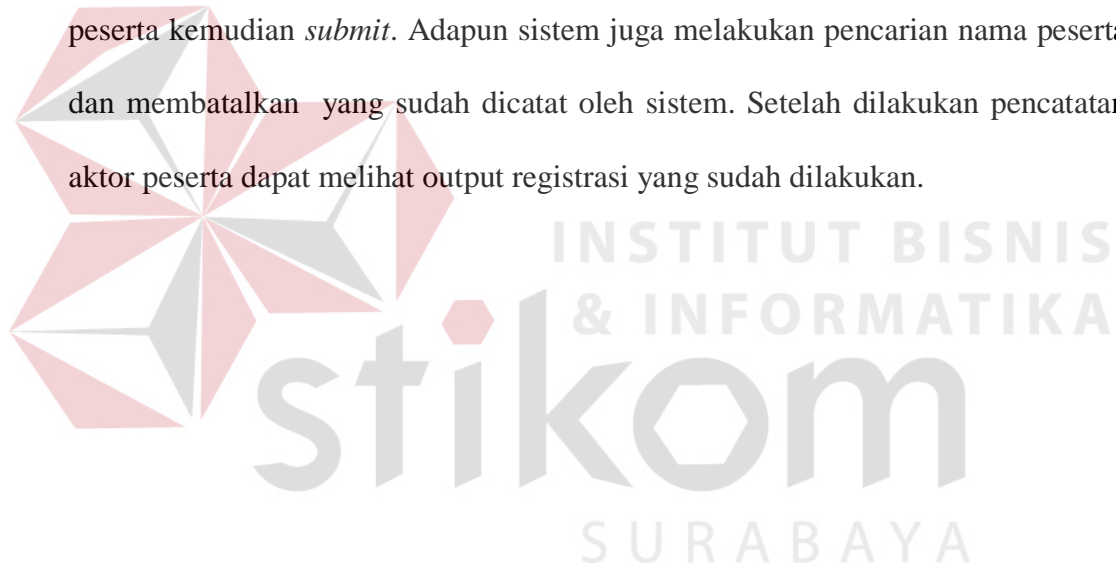 peserta kemudian submit. Adapun sistem juga melakukan pencarian nama peserta
dan membatalkan yang sudah dicatat oleh sistem. Setelah dilakukan pencatatan
aktor peserta dapat melihat output registrasi yang sudah dilakukan.
INSTITUT BISNIS
& INFORMATIKA
stikom
SURABAYA